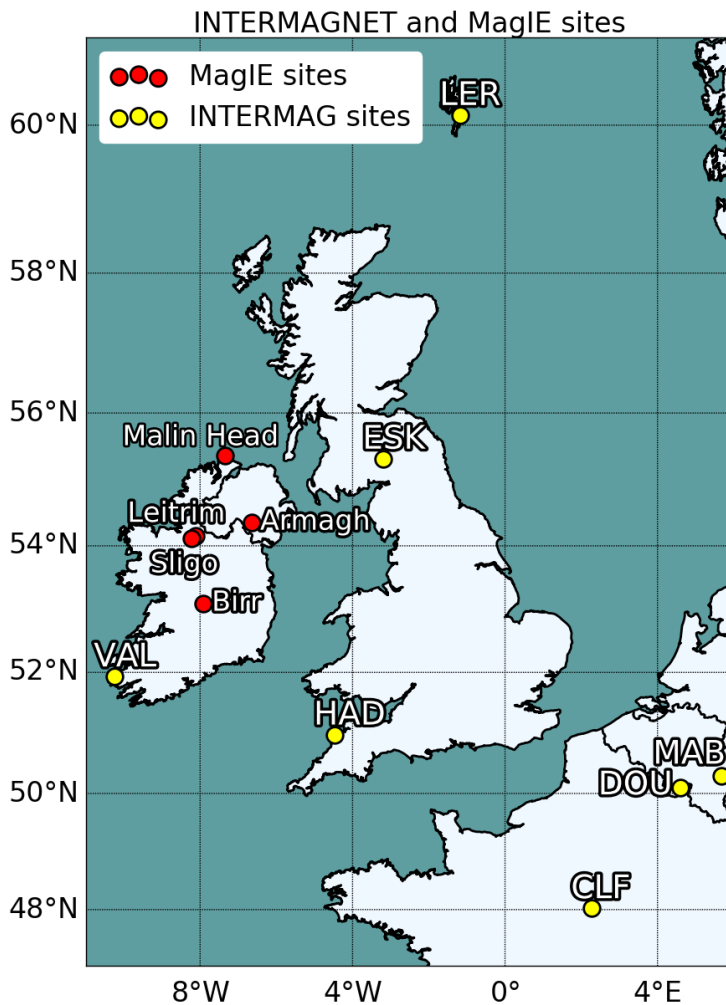 INTERMAGNET and MagIE sites
MagIE sites
INTERMAG sites
LER
60°N
58°N
56°N
Malin Head
ESK
Leitrim
Armagh
54°N
Sligo
Birr
VAL
52°N
HAD
MAB
DOU
50°N
CLF
48°N
8°W 4°W 0° 4°E